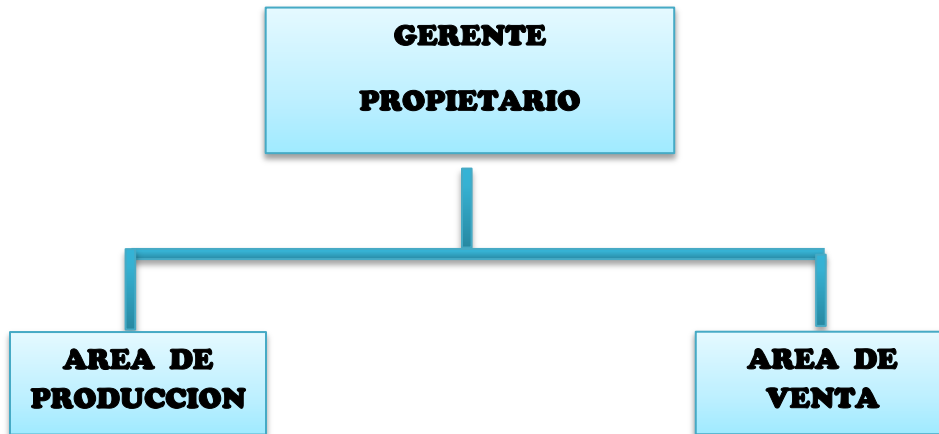 GERENTE
PROPIETARIO
AREA DE
PRODUCCION
AREA DE
VENTA